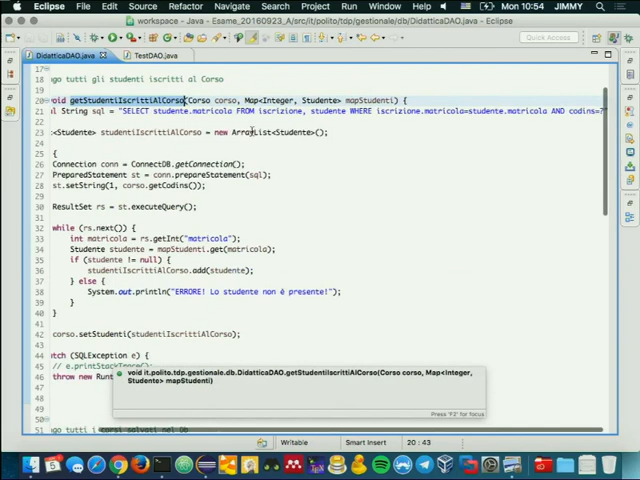 Eclipse File Edit Source Refactor Navigate Search Mon 10:54 JIMMY
workspace - Java - Esame_20160923_A/src/it/polito/tdp/gestionale/db/DidatticaDAO.java - Eclipse
Quick Access
DidatticaDAO.java TestDAO.java
17
18 ngo tutti gli studenti iscritti al Corso
19
20 void getStudentiIscrittiAlCorso(Corso corso, Map<Integer, Studente> mapStudenti) {
21 l String sql = "SELECT studente.matricola FROM iscrizione, studente WHERE iscrizione.matricola=studente.matricola AND codins=?
22
23 :<Studente> studentiIscrittiAlCorso = new ArrayList<Studente>();
24
25 {
26 Connection conn = ConnectDB.getConnection();
27 PreparedStatement st = conn.prepareStatement(sql);
28 st.setString(1, corso.getCodins());
29
30 ResultSet rs = st.executeQuery();
31
32 while (rs.next()) {
33 int matricola = rs.getInt("matricola");
34 Studente studente = mapStudenti.get(matricola);
35 if (studente != null) {
36 studentiIscrittiAlCorso.add(studente);
37 } else {
38 System.out.println("ERRORE! Lo studente non è presente!");
39 }
40 }
41
42 corso.setStudenti(studentiIscrittiAlCorso);
43
44 atch (SQLException e) {
45 // e.printStackTrace();
46 throw new Runt
47
48
49
50
51 ngo tutti i corsi salvati nel Db
void it.polito.tdp.gestionale.db.DidatticaDAO.getStudentiIscrittiAlCorso(Corso corso, Map<Integer,
Studente> mapStudenti)
Press 'F2' for focus
Writable Smart Insert 20 : 43